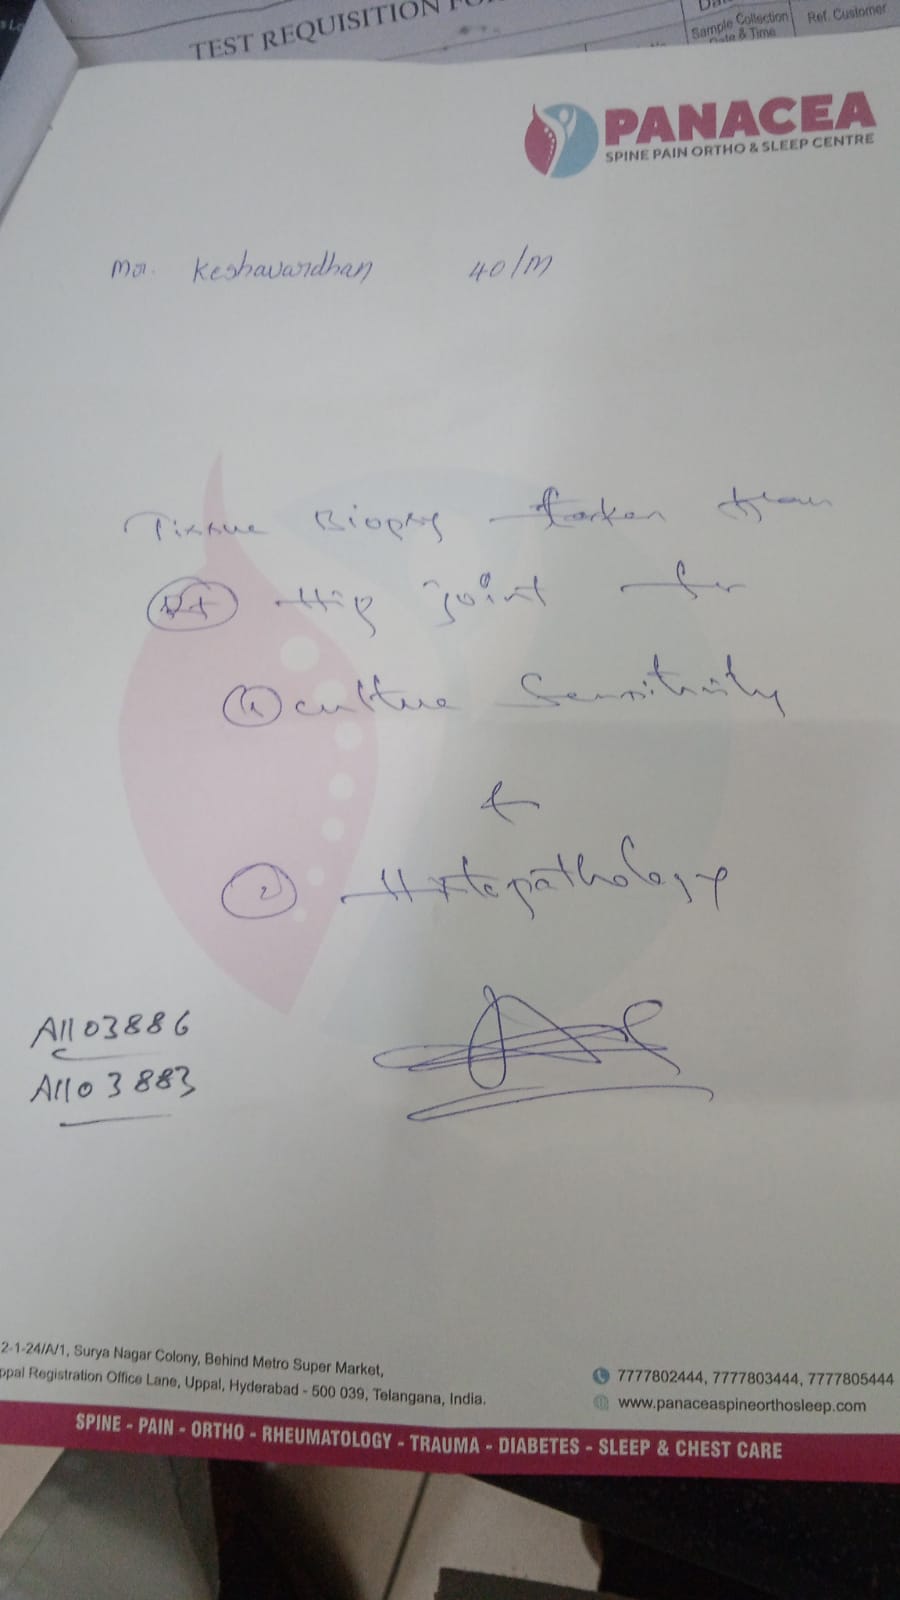 TEST REQUISITION
Sample Collection
Date & Time
Ref. Customer
PANACEA
SPINE PAIN ORTHO & SLEEP CENTRE
Mr. Keshavardhan 40/M
Tissue Biopsy taken from
Rt Hip joint for
1 culture Sensitivity
+
2 Histopathology
A1103886
A1103883
2-1-24/A/1, Surya Nagar Colony, Behind Metro Super Market,
ppal Registration Office Lane, Uppal, Hyderabad - 500 039, Telangana, India.
7777802444, 7777803444, 7777805444
www.panaceaspineorthosleep.com
SPINE - PAIN - ORTHO - RHEUMATOLOGY - TRAUMA - DIABETES - SLEEP & CHEST CARE